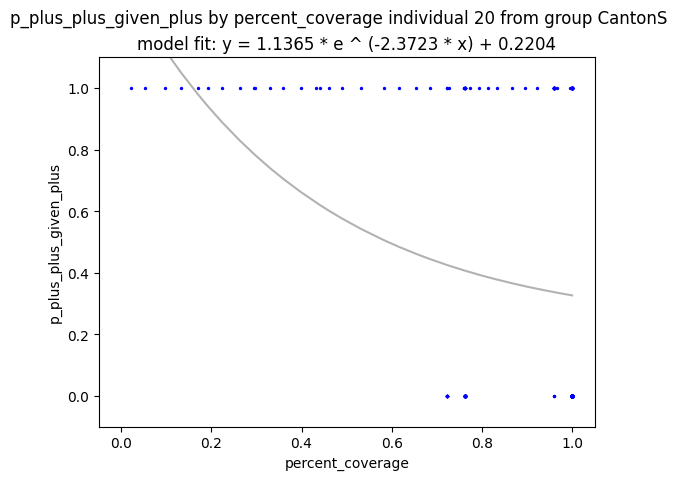 p_plus_plus_given_plus by percent_coverage individual 20 from group CantonS
model fit: y = 1.1365 * e ^ (-2.3723 * x) + 0.2204
1.0
0.8
0.6
0.4
0.2
0.0
p_plus_plus_given_plus
0.0 0.2 0.4 0.6 0.8 1.0
percent_coverage